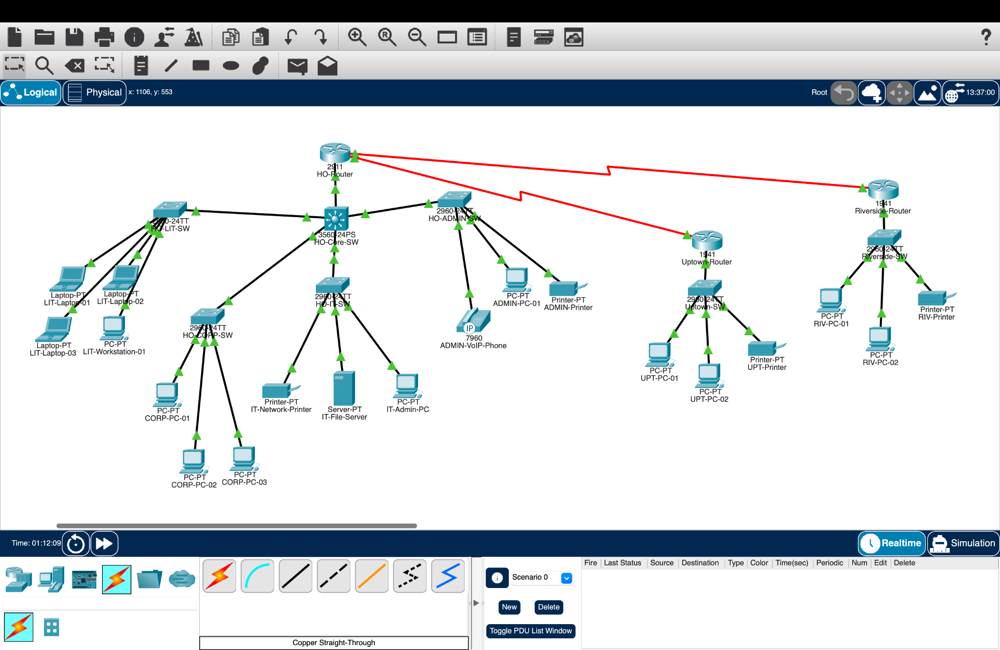 Logical
Physical
x: 1106, y: 553
Root
13:37:00
2911
HO-Router
2960-24TT
HO-LIT-SW
3560-24PS
HO-Core-SW
2960-24TT
HO-ADMIN-SW
1941
Riverside-Router
2960-24TT
Riverside-SW
1941
Uptown-Router
2960-24TT
Uptown-SW
Laptop-PT
LIT-Laptop-01
Laptop-PT
LIT-Laptop-02
Laptop-PT
LIT-Laptop-03
PC-PT
LIT-Workstation-01
2960-24TT
HO-CORP-SW
2960-24TT
HO-IT-SW
IP
7960
ADMIN-VoIP-Phone
PC-PT
ADMIN-PC-01
Printer-PT
ADMIN-Printer
PC-PT
RIV-PC-01
PC-PT
RIV-PC-02
Printer-PT
RIV-Printer
PC-PT
UPT-PC-01
PC-PT
UPT-PC-02
Printer-PT
UPT-Printer
PC-PT
CORP-PC-01
PC-PT
CORP-PC-02
PC-PT
CORP-PC-03
Printer-PT
IT-Network-Printer
Server-PT
IT-File-Server
PC-PT
IT-Admin-PC
Time: 01:12:09
Realtime
Simulation
Scenario 0
New
Delete
Toggle PDU List Window
Fire Last Status Source Destination Type Color Time(sec) Periodic Num Edit Delete
Copper Straight-Through